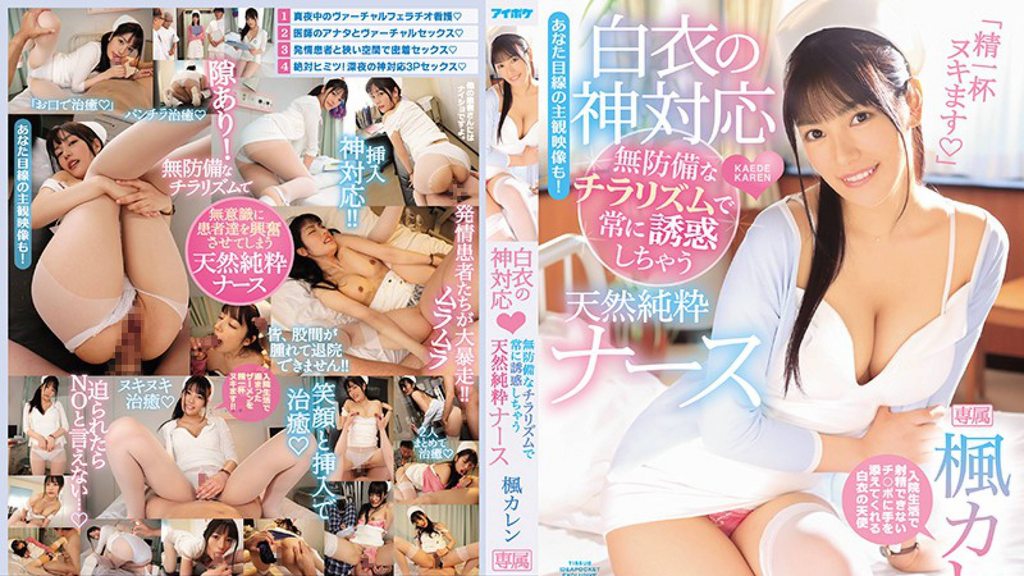 1 真夜中のヴァーチャルフェラチオ看護♡
2 医師のアナタとヴァーチャルセックス♡
3 発情患者と狭い空間で密着セックス♡
4 絶対ヒミツ!深夜の神対応3Pセックス♡
「お口で治癒♡」
パンチラ治癒♡
隙あり!
無防備な
チラリズムで
挿入
神対応!!
あなた目線の主観映像も!
無意識に
患者達を興奮
させてしまう
天然純粋
ナース
発情患者たちが大暴走!!
ムラムラ
皆、股間が
腫れて退院
できません!!
迫られたら
NOと言えない…♡
ヌキヌキ
治癒♡
笑顔と挿入で
治癒♡
2人
まとめて
治癒♡
アイポケ
白衣の
神対応
無防備なチラリズムで
常に誘惑しちゃう
天然純粋ナース
楓カレン
専属
あなた目線の主観映像も!
白衣の
神対応
KAEDE
KAREN
無防備な
チラリズムで
常に誘惑
しちゃう
天然純粋
ナース
「精一杯
ヌキます♡」
専属
楓カレ
入院生活で
射精できない
チ○ポに手を
添えてくれる
白衣の天使
TISSUE
IDEAPOCKET
EXCLUSIVE